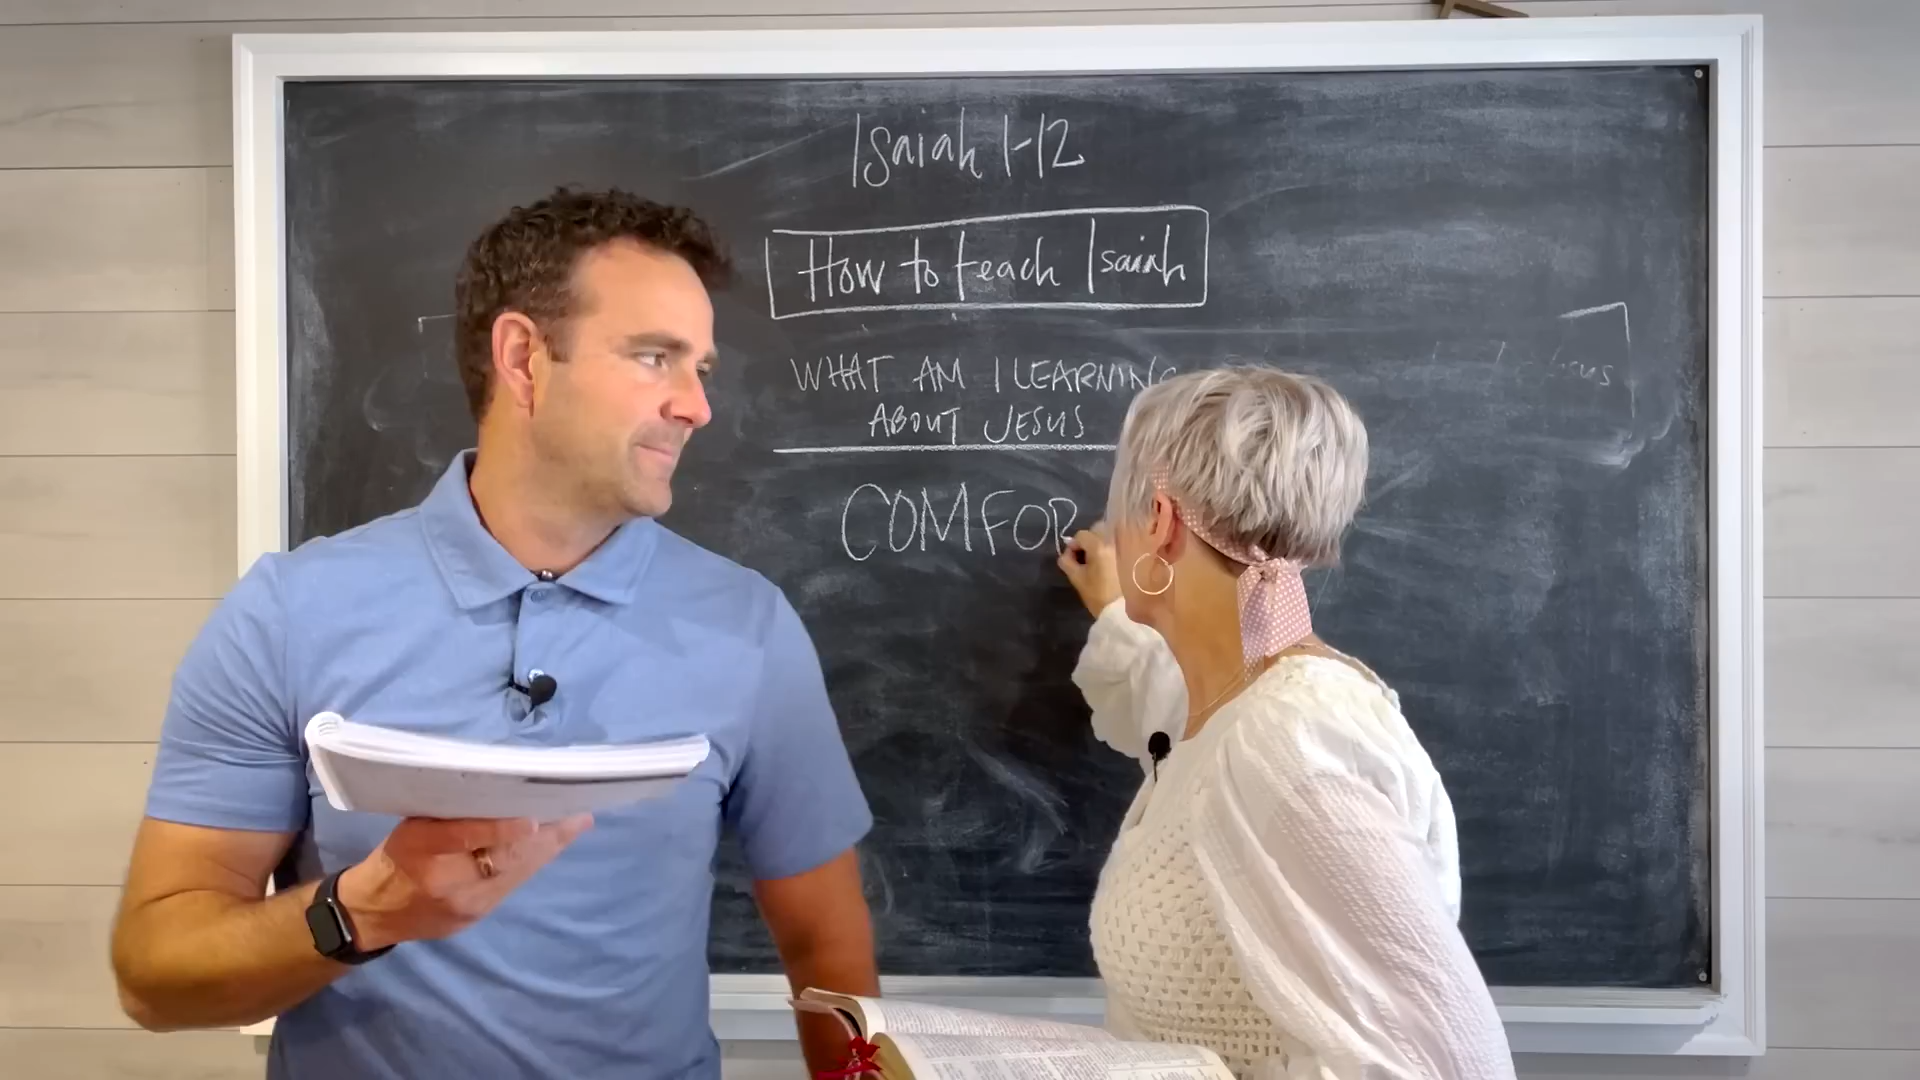 Isaiah 1-12
How to teach Isaiah
WHAT AM I LEARNING
ABOUT JESUS
COMFOR